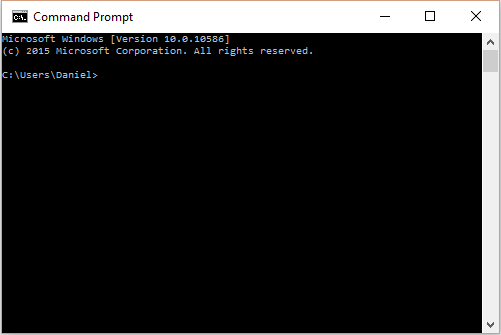 Command Prompt
Microsoft Windows [Version 10.0.10586]
(c) 2015 Microsoft Corporation. All rights reserved.
C:\Users\Daniel>